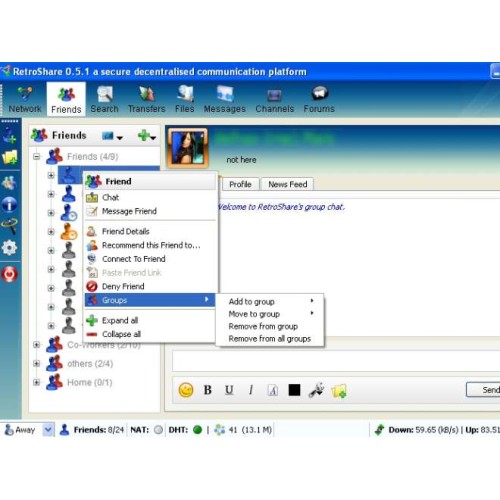 RetroShare 0.5.1 a secure decentralised communication platform
Network Friends Search Transfers Files Messages Channels Forums
Friends
not here
Friends (4/9)
Profile News Feed
Welcome to RetroShare's group chat.
Friend
Chat
Message Friend
Friend Details
Recommend this Friend to...
Connect To Friend
Paste Friend Link
Deny Friend
Groups
Expand all
Collapse all
Add to group
Move to group
Remove from group
Remove from all groups
Co-Workers (2/10)
others (2/4)
Home (0/1)
B U I A
Send
Away Friends: 8/24 NAT: DHT: | 41 (13.1 M) Down: 59.65 (kB/s) | Up: 83.51